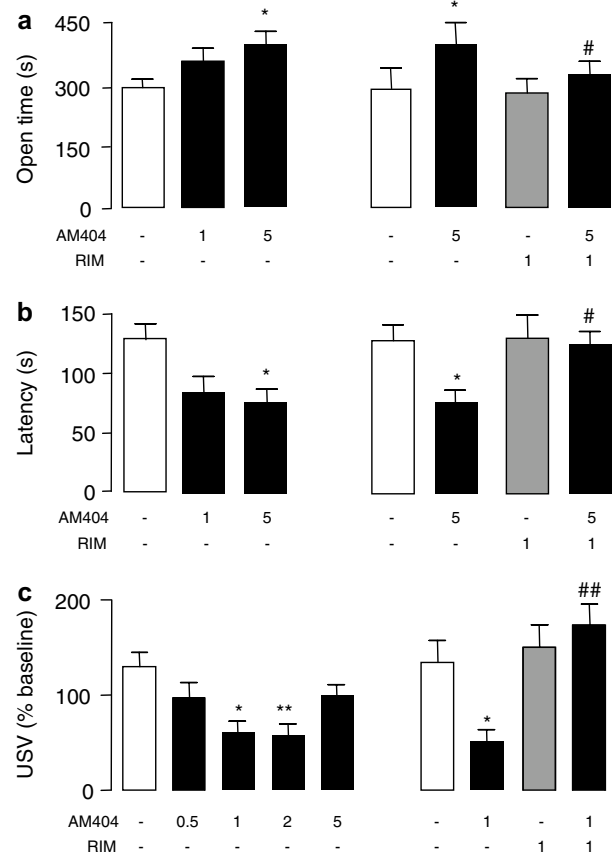 a
Open time (s)
450
300
150
0
* * #
AM404 - 1 5 - 5 - 5
RIM - - - - - 1 1
b
Latency (s)
150
100
50
0
* * #
AM404 - 1 5 - 5 - 5
RIM - - - - - 1 1
c
USV (% baseline)
200
100
0
* ** * ##
AM404 - 0.5 1 2 5 - 1 - 1
RIM - - - - - - - 1 1